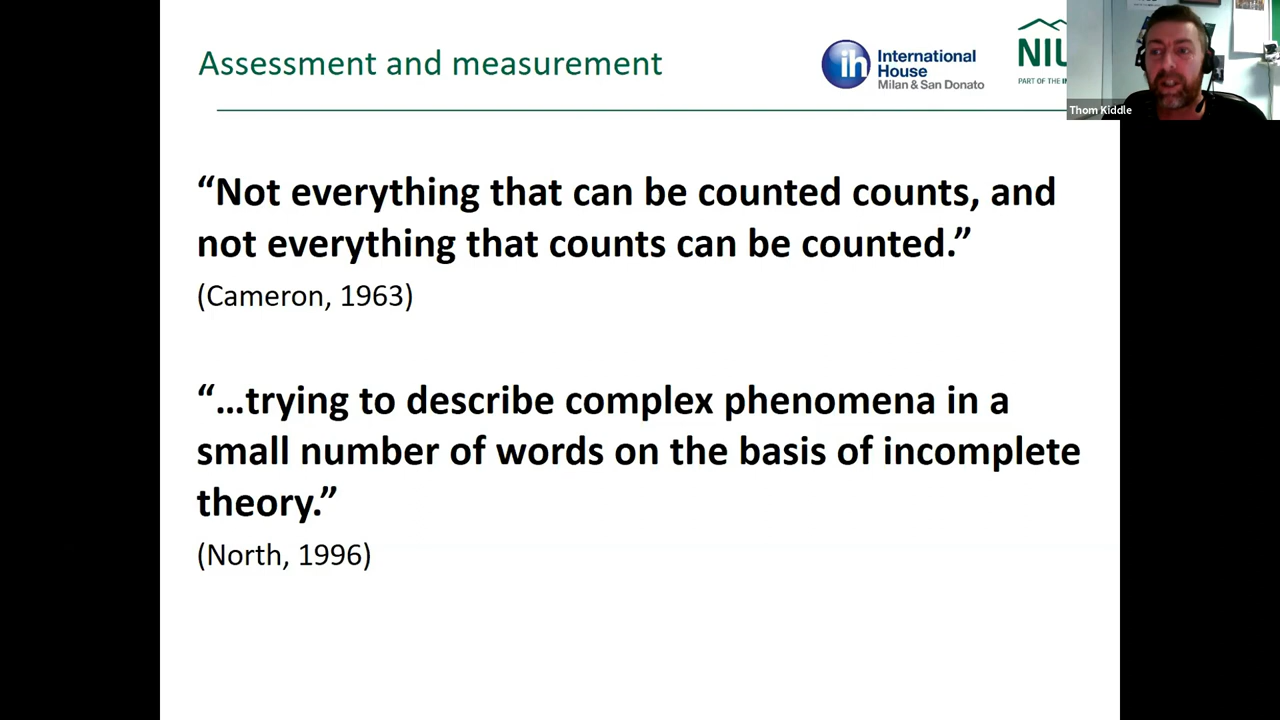 Assessment and measurement
ih
International
House
Milan & San Donato
PART OF THE
Thom Kiddle
“Not everything that can be counted counts, and
not everything that counts can be counted.”
(Cameron, 1963)
“…trying to describe complex phenomena in a
small number of words on the basis of incomplete
theory.”
(North, 1996)